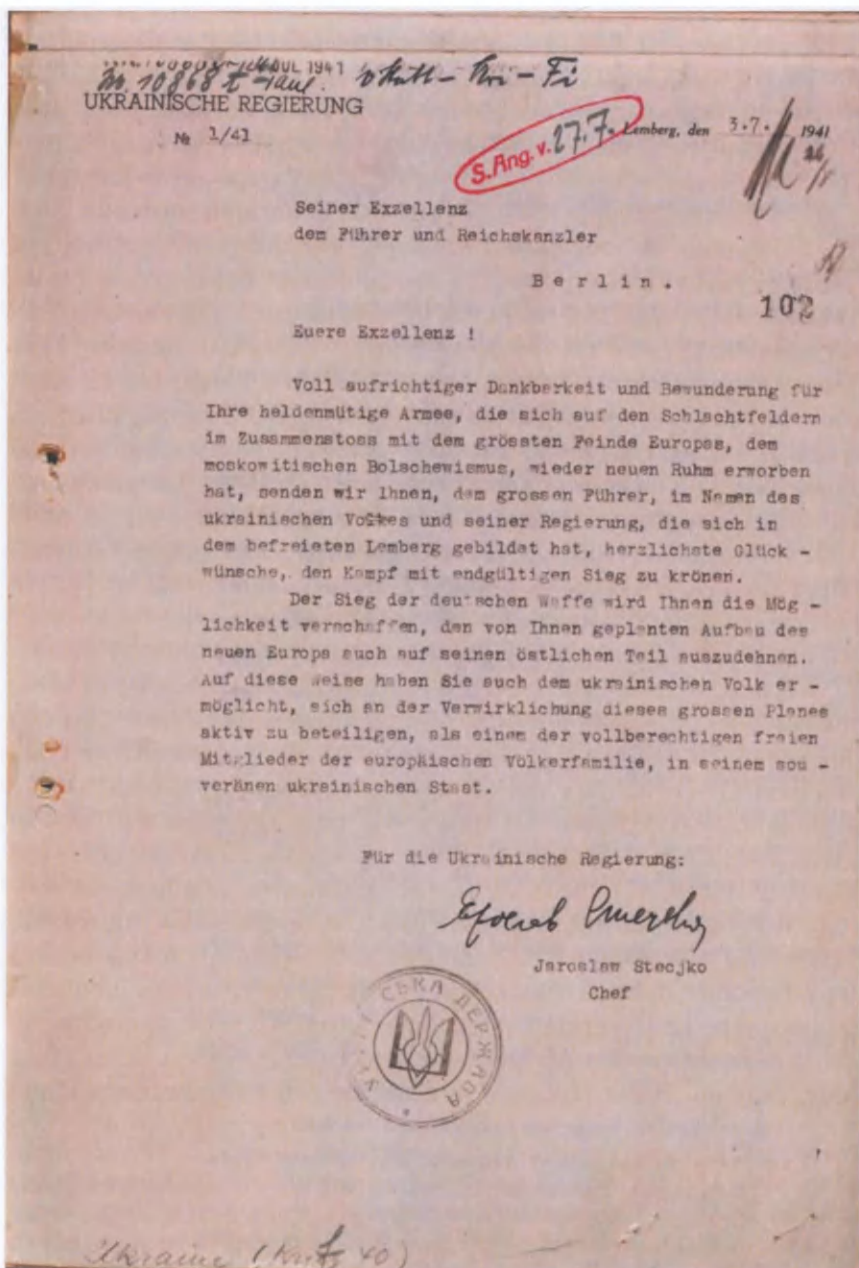 JUL 1941
UKRAINISCHE REGIERUNG
№ 1/41
S.Ang.v. 27.7. Lemberg, den 3.7. 1941
Seiner Exzellenz
dem Führer und Reichskanzler
Berlin.
102
Euere Exzellenz !
Voll aufrichtiger Dankberkeit und Bewunderung für
Ihre heldenmütige Armee, die sich auf den Schlachtfeldern
im Zusammenstoss mit dem grössten Feinde Europas, dem
moskowitischen Bolschewismus, wieder neuen Ruhm erworben
hat, senden wir Ihnen, dem grossen Führer, im Namen des
ukrainischen Volkes und seiner Regierung, die sich in
dem befreieten Lemberg gebildet hat, herzlichste Glück -
wünsche, den Kampf mit endgültigen Sieg zu krönen.
Der Sieg der deutschen Waffe wird Ihnen die Mög -
lichkeit verschaffen, den von Ihnen geplanten Aufbau des
neuen Europa auch auf seinen östlichen Teil auszudehnen.
Auf diese Weise haben Sie auch dem ukrainischen Volk er -
möglicht, sich an der Verwirklichung dieses grossen Planes
aktiv zu beteiligen, als einem der vollberechtigen freien
Mitglieder der europäischen Völkerfamilie, in seinem sou -
veränen ukrainischen Staat.
Für die Ukrainische Regierung:
Jaroslaw Stecjko
Chef
УКРАЇНСЬКА ДЕРЖАВА
Ukraine